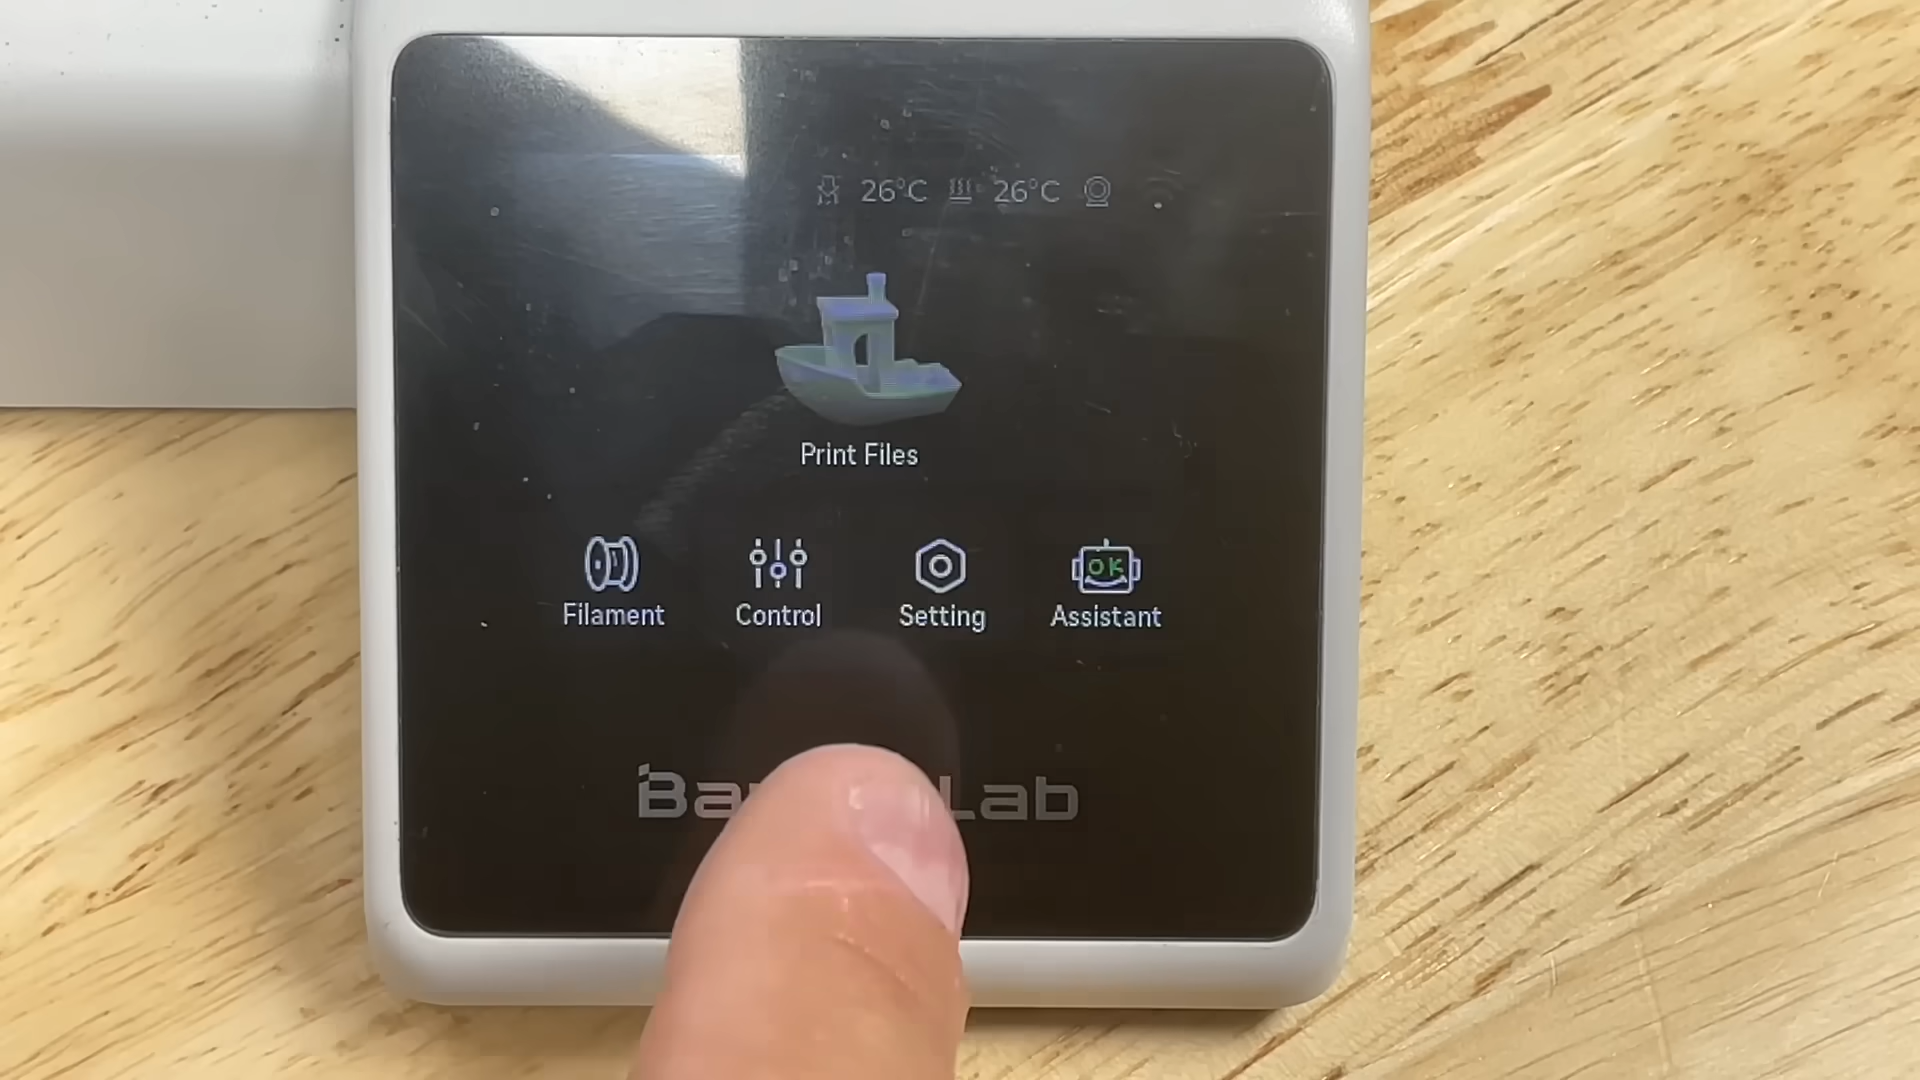 26°C 26°C
Print Files
Filament Control Setting Assistant
OK
Lab